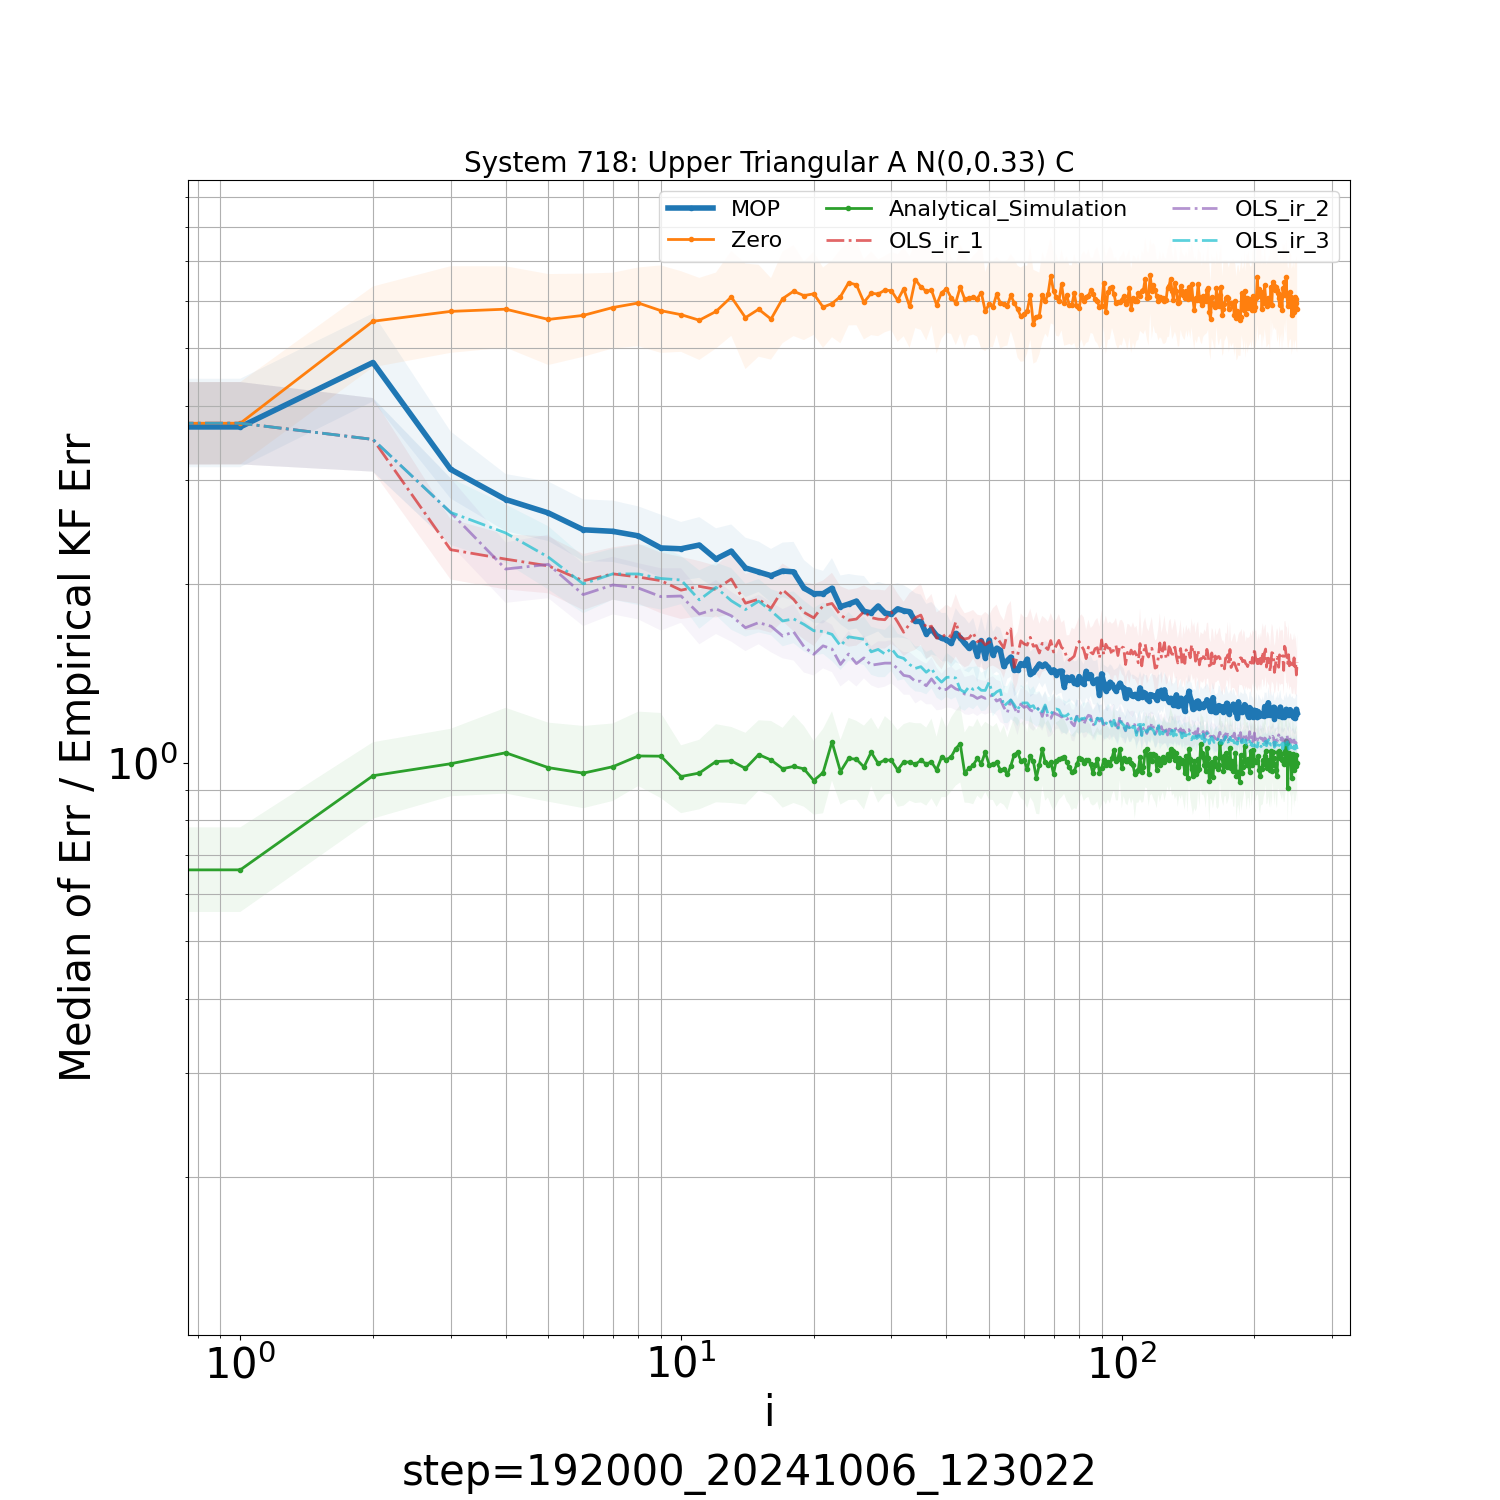 System 718: Upper Triangular A N(0,0.33) C
MOP
Zero
Analytical_Simulation
OLS_ir_1
OLS_ir_2
OLS_ir_3
Median of Err / Empirical KF Err
10⁰
10⁰ 10¹ 10²
i
step=192000_20241006_123022